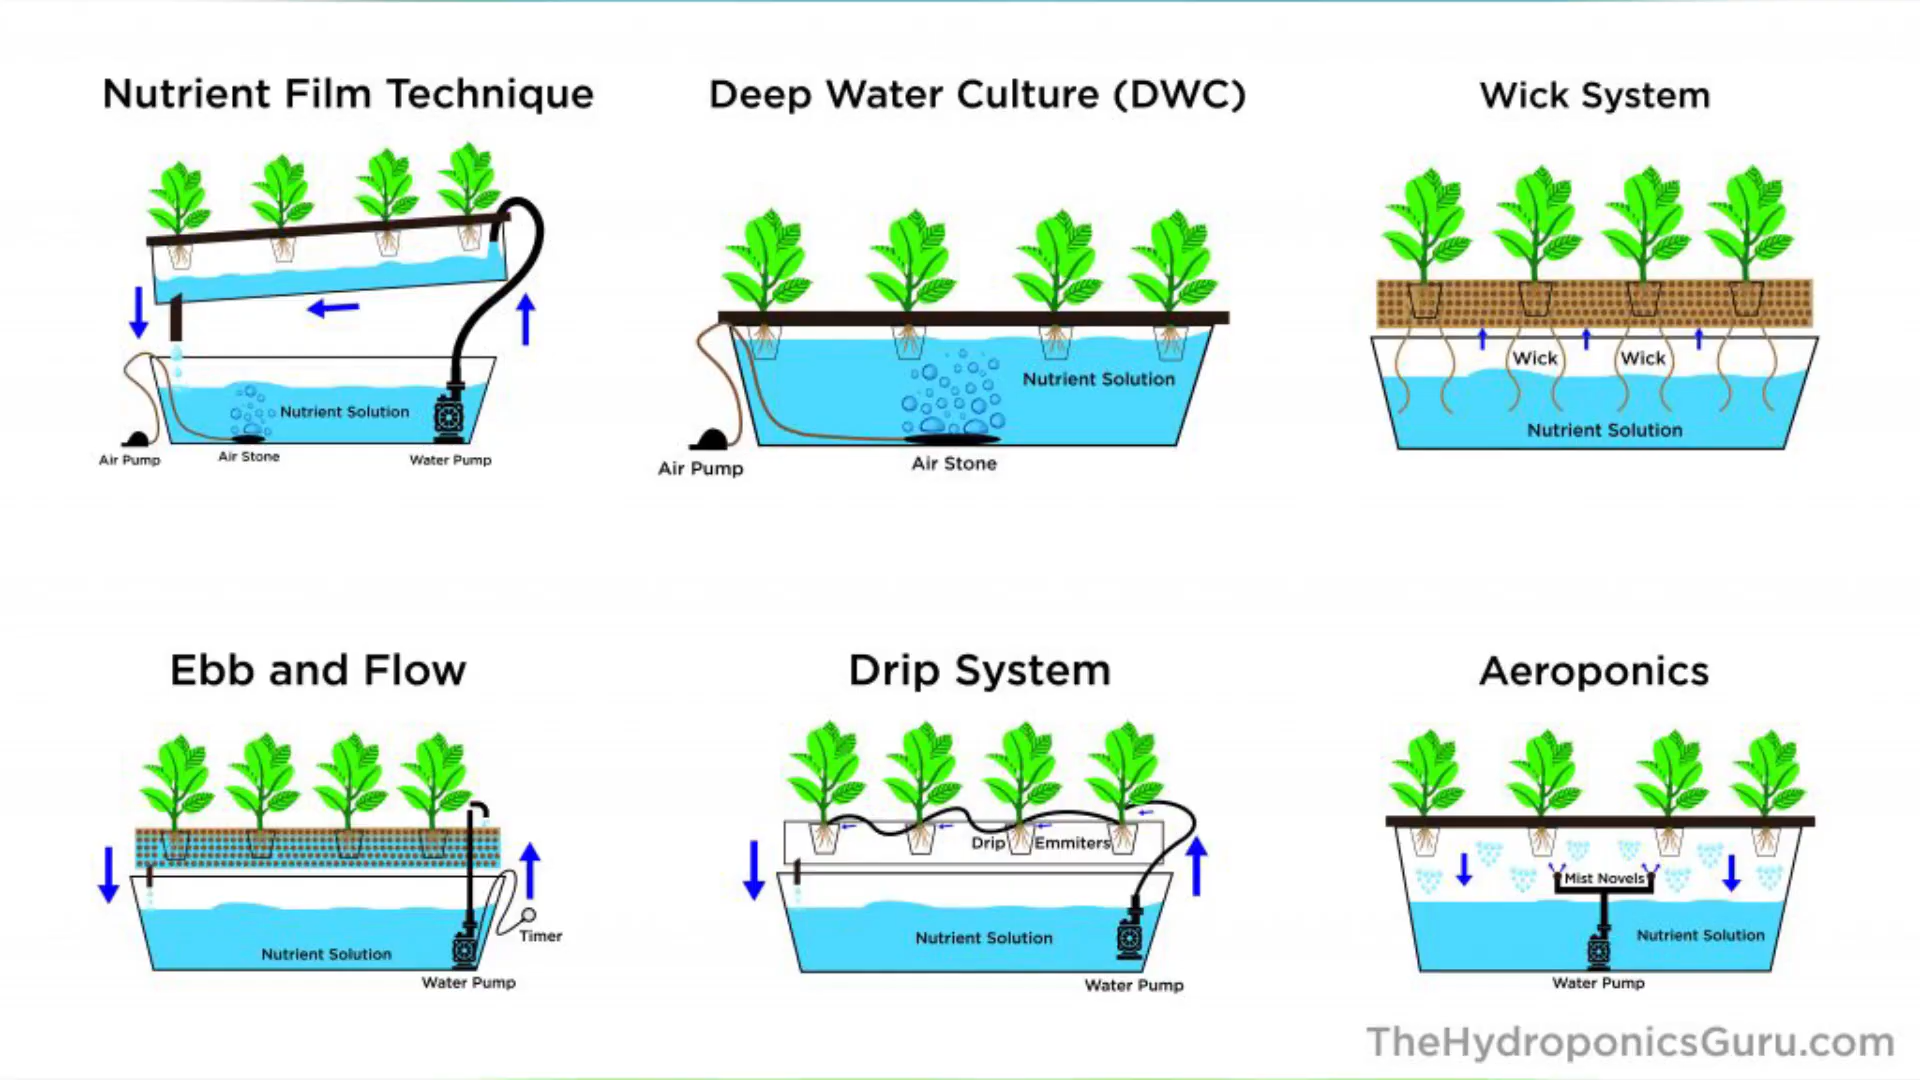 Nutrient Film Technique
Deep Water Culture (DWC)
Wick System
Nutrient Solution
Air Pump
Air Stone
Water Pump
Nutrient Solution
Air Pump
Air Stone
Wick
Wick
Nutrient Solution
Ebb and Flow
Drip System
Aeroponics
Nutrient Solution
Timer
Water Pump
Drip Emmiters
Nutrient Solution
Water Pump
Mist Novels
Nutrient Solution
Water Pump
TheHydroponicsGuru.com